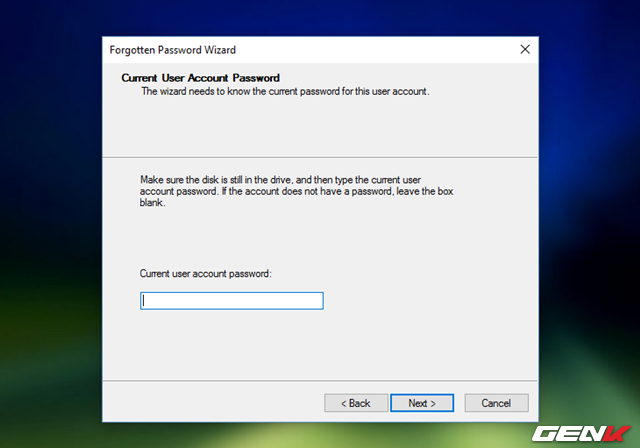 Forgotten Password Wizard
Current User Account Password
The wizard needs to know the current password for this user account.
Make sure the disk is still in the drive, and then type the current user
account password. If the account does not have a password, leave the box
blank.
Current user account password:
< Back Next > Cancel
GENK